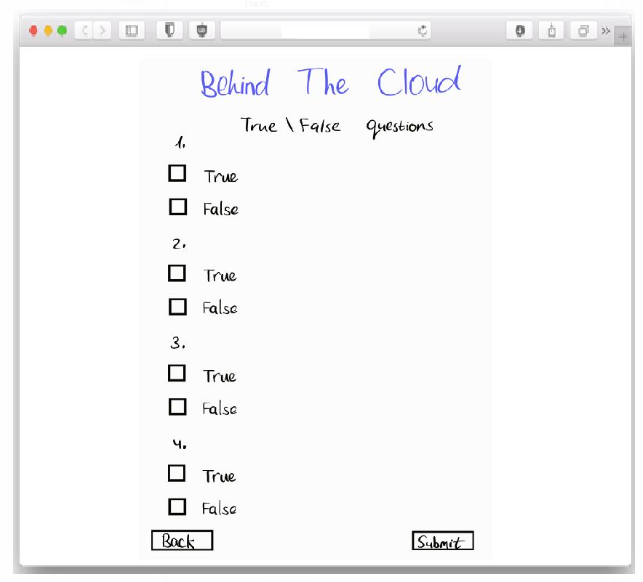 Behind The Cloud
True \ False questions
1.
True
False
2.
True
False
3.
True
False
4.
True
False
Back
Submit